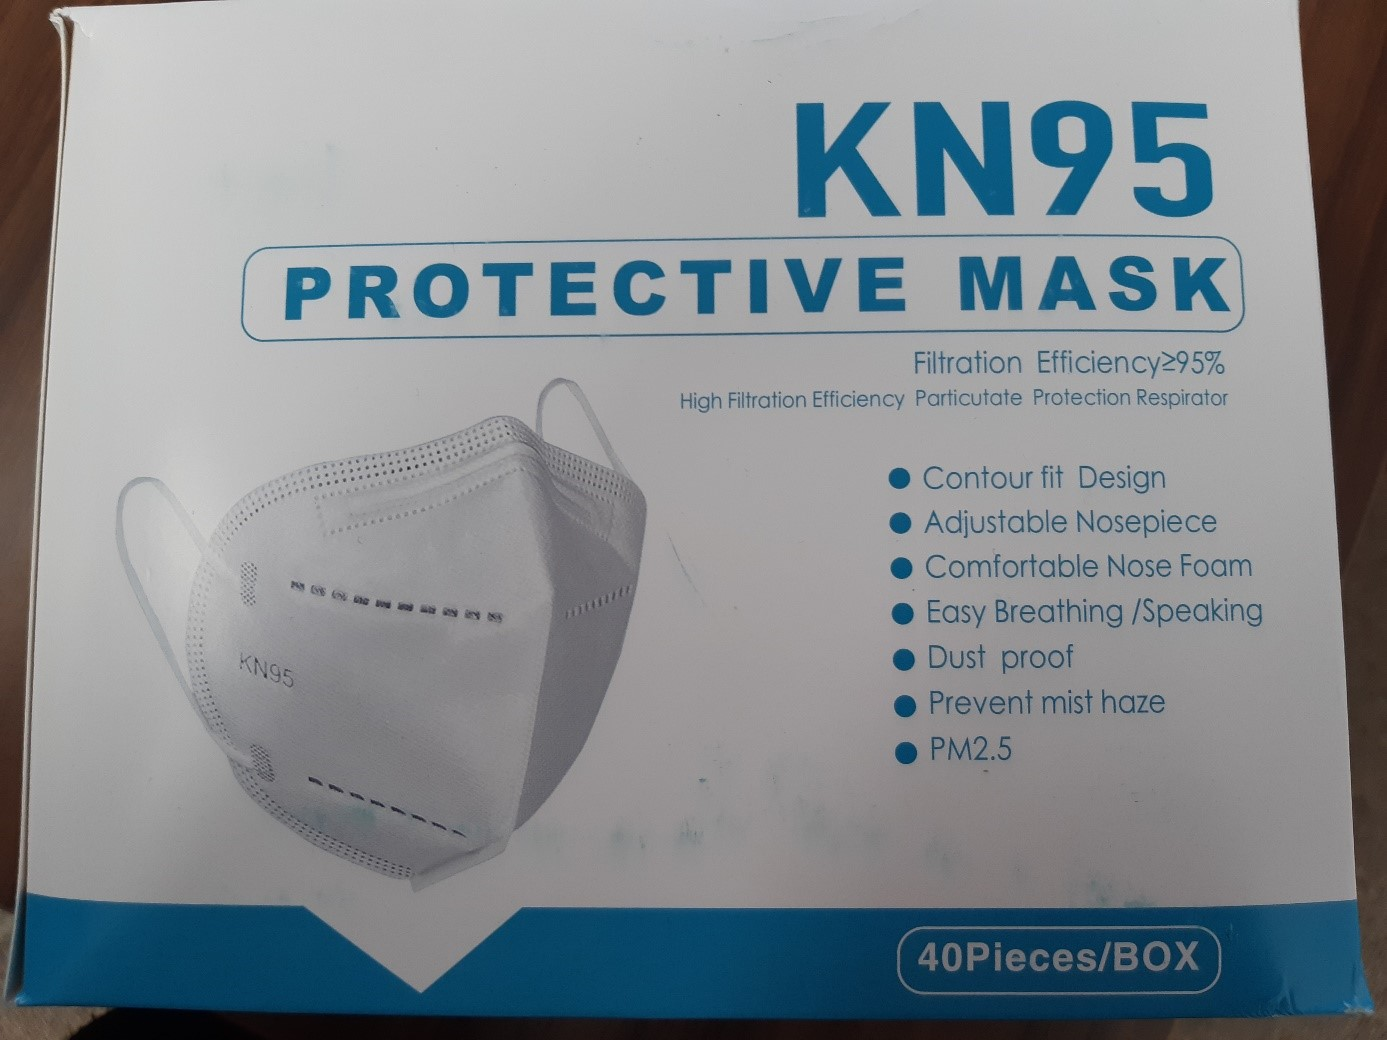 KN95
PROTECTIVE MASK
Filtration Efficiency≥95%
High Filtration Efficiency Particutate Protection Respirator
● Contour fit Design
● Adjustable Nosepiece
● Comfortable Nose Foam
● Easy Breathing /Speaking
● Dust proof
● Prevent mist haze
● PM2.5
KN95
40Pieces/BOX